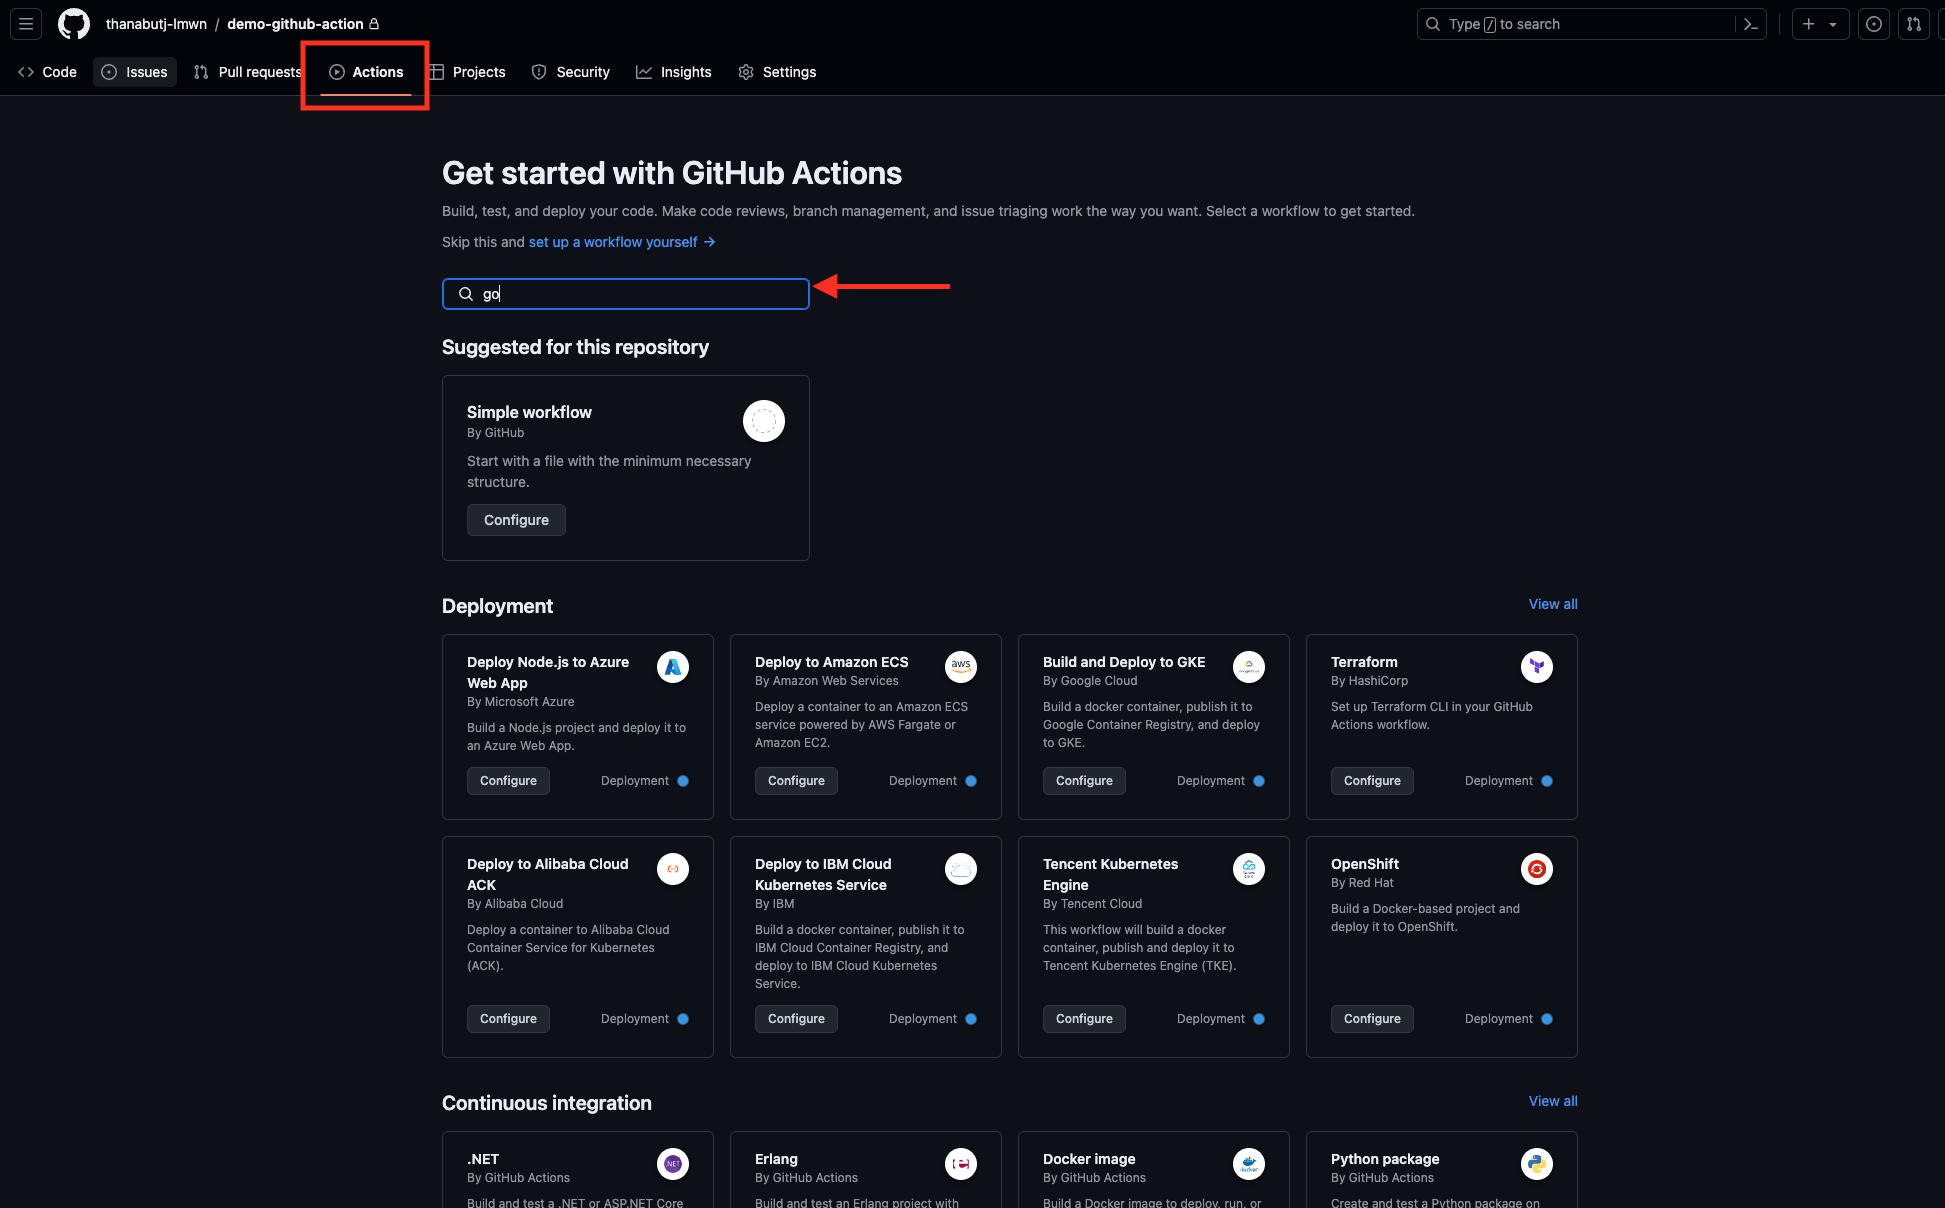 thanabutj-lmwn / demo-github-action
Type / to search
Code
Issues
Pull requests
Actions
Projects
Security
Insights
Settings
Get started with GitHub Actions
Build, test, and deploy your code. Make code reviews, branch management, and issue triaging work the way you want. Select a workflow to get started.
Skip this and set up a workflow yourself →
go
Suggested for this repository
Simple workflow
By GitHub
Start with a file with the minimum necessary
structure.
Configure
Deployment
View all
Deploy Node.js to Azure
Web App
By Microsoft Azure
Build a Node.js project and deploy it to
an Azure Web App.
Configure
Deployment
Deploy to Amazon ECS
By Amazon Web Services
aws
Deploy a container to an Amazon ECS
service powered by AWS Fargate or
Amazon EC2.
Configure
Deployment
Build and Deploy to GKE
By Google Cloud
Build a docker container, publish it to
Google Container Registry, and deploy
to GKE.
Configure
Deployment
Terraform
By HashiCorp
Set up Terraform CLI in your GitHub
Actions workflow.
Configure
Deployment
Deploy to Alibaba Cloud
ACK
By Alibaba Cloud
Deploy a container to Alibaba Cloud
Container Service for Kubernetes
(ACK).
Configure
Deployment
Deploy to IBM Cloud
Kubernetes Service
By IBM
Build a docker container, publish it to
IBM Cloud Container Registry, and
deploy to IBM Cloud Kubernetes
Service.
Configure
Deployment
Tencent Kubernetes
Engine
By Tencent Cloud
This workflow will build a docker
container, publish and deploy it to
Tencent Kubernetes Engine (TKE).
Configure
Deployment
OpenShift
By Red Hat
Build a Docker-based project and
deploy it to OpenShift.
Configure
Deployment
Continuous integration
View all
.NET
By GitHub Actions
NET
Build and test a .NET or ASP.NET Core
Erlang
By GitHub Actions
Build and test an Erlang project with
Docker image
By GitHub Actions
docker
Build a Docker image to deploy, run, or
Python package
By GitHub Actions
Create and test a Python package on